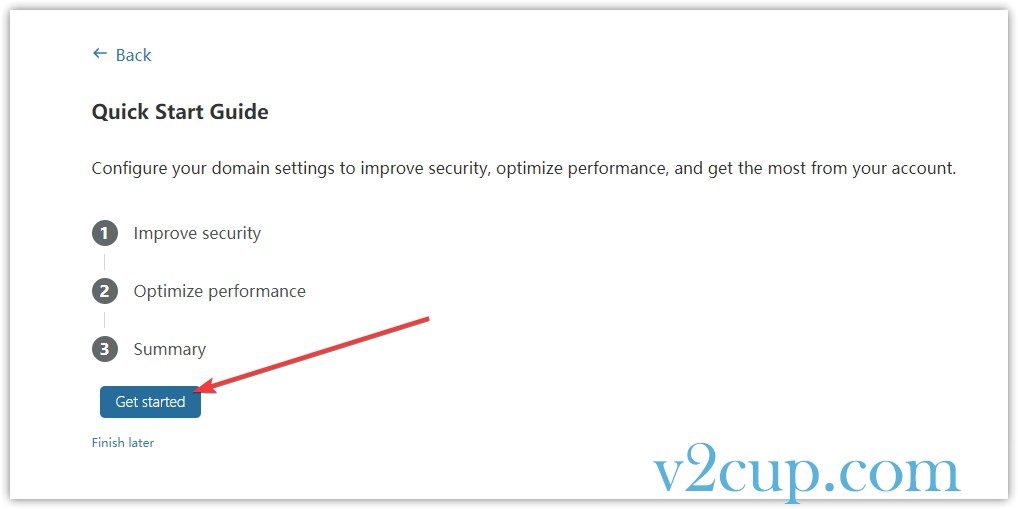 ← Back
Quick Start Guide
Configure your domain settings to improve security, optimize performance, and get the most from your account.
1 Improve security
2 Optimize performance
3 Summary
Get started
Finish later
v2cup.com